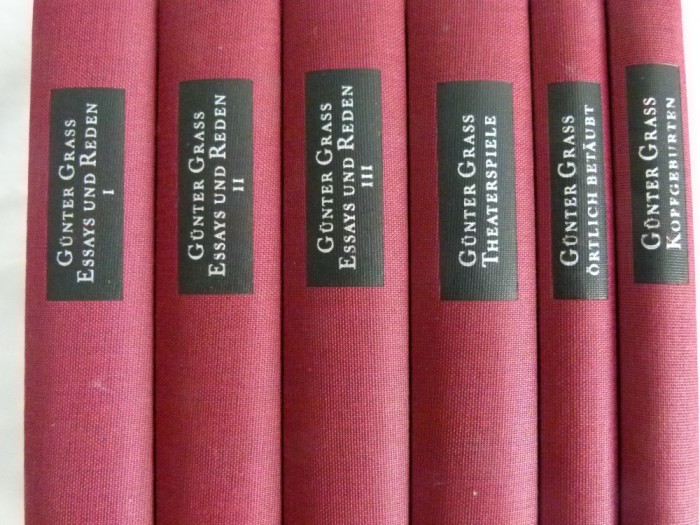 GÜNTER GRASS
ESSAYS UND REDEN
I
GÜNTER GRASS
ESSAYS UND REDEN
II
GÜNTER GRASS
ESSAYS UND REDEN
III
GÜNTER GRASS
THEATERSPIELE
GÜNTER GRASS
ÖRTLICH BETÄUBT
GÜNTER GRASS
KOPFGEBURTEN